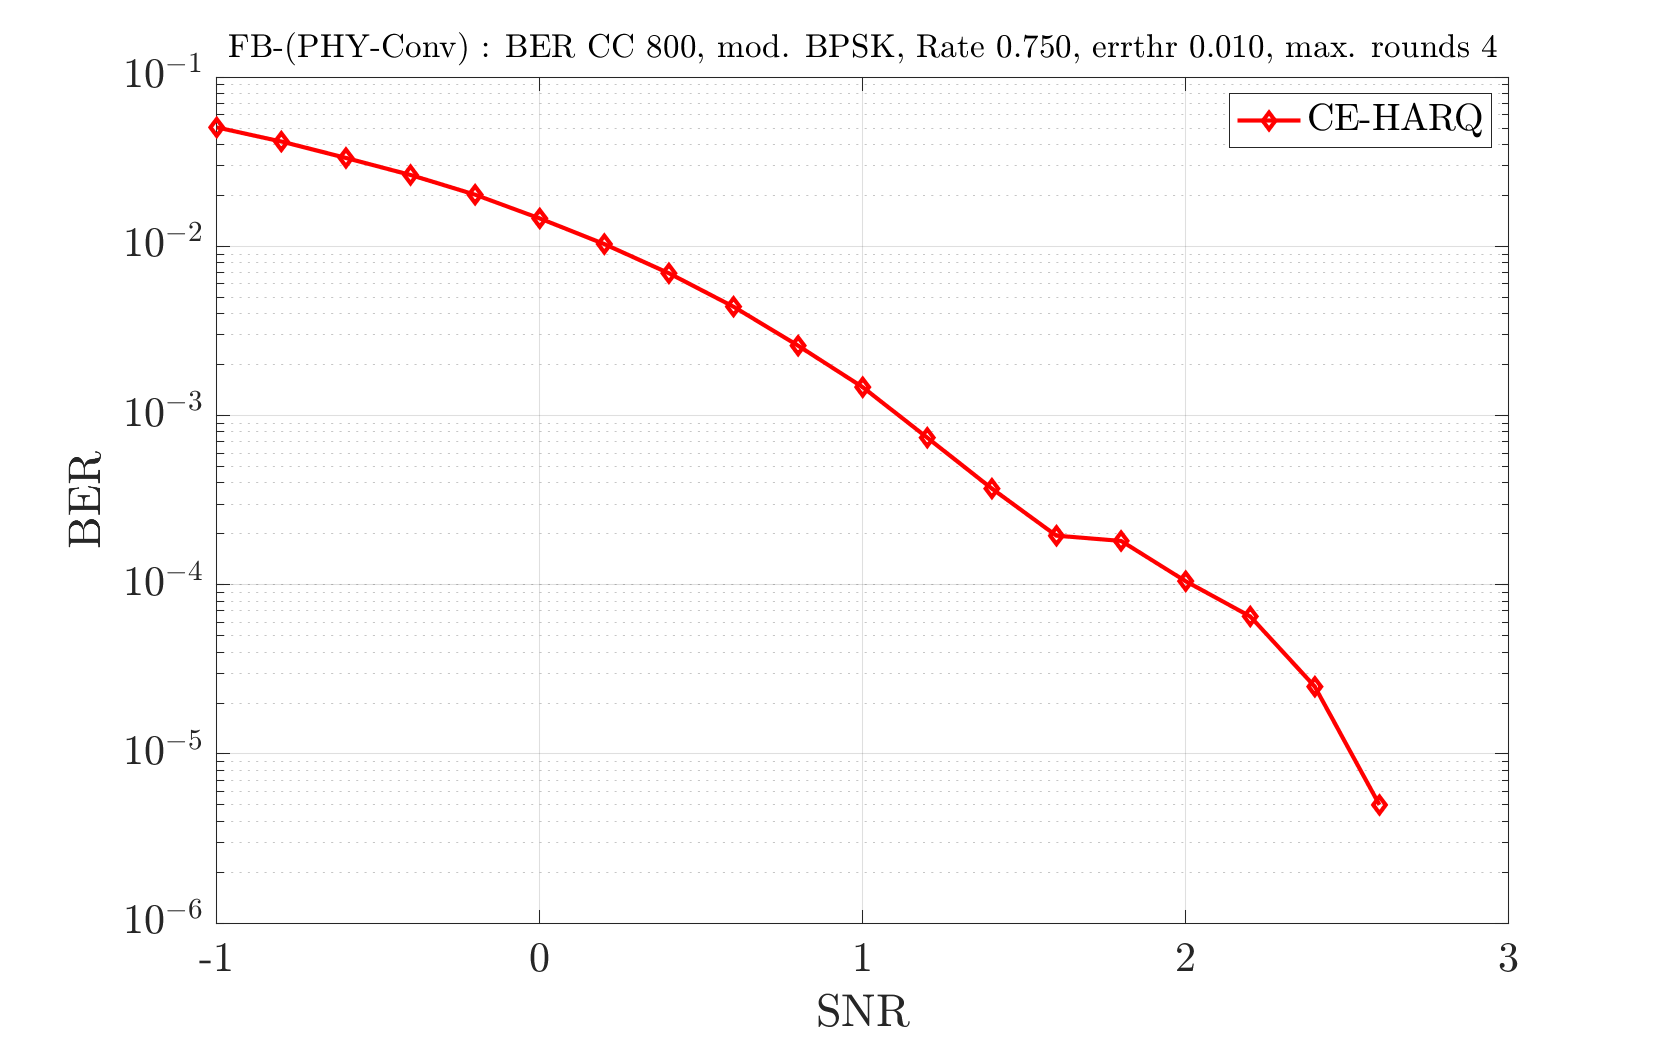 FB-(PHY-Conv) : BER CC 800, mod. BPSK, Rate 0.750, errthr 0.010, max. rounds 4
CE-HARQ
10⁻¹
10⁻²
10⁻³
10⁻⁴
10⁻⁵
10⁻⁶
BER
-1 0 1 2 3
SNR